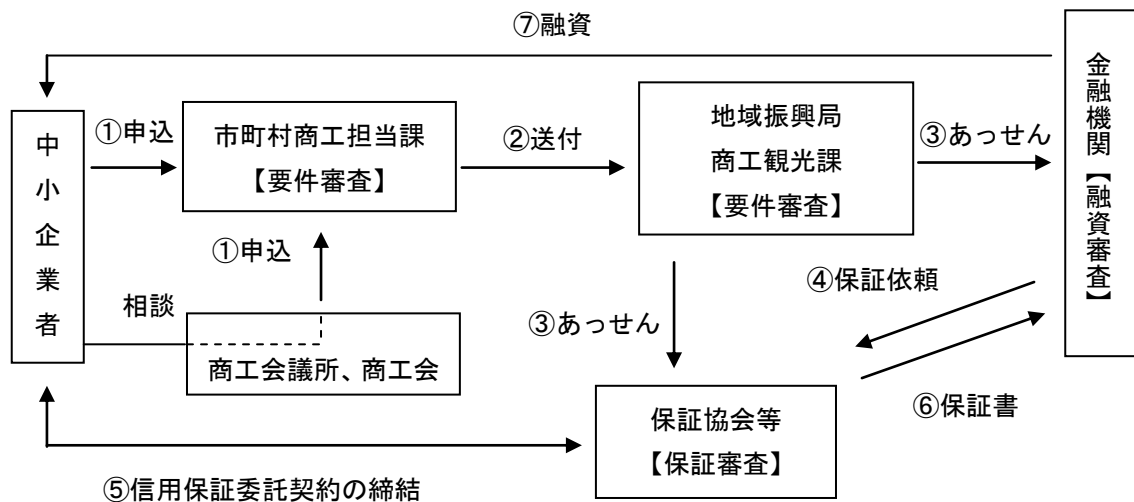 ⑦融資
中小企業者
①申込
市町村商工担当課
【要件審査】
②送付
地域振興局
商工観光課
【要件審査】
③あっせん
金融機関【融資審査】
①申込
相談
商工会議所、商工会
③あっせん
④保証依頼
⑥保証書
保証協会等
【保証審査】
⑤信用保証委託契約の締結